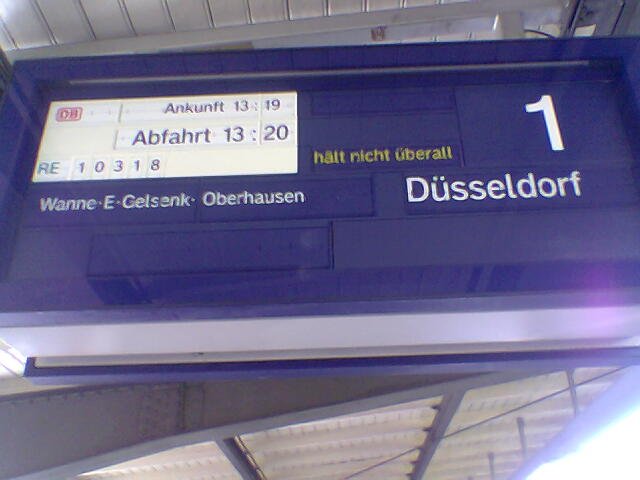 DB Ankunft 13:19
Abfahrt 13:20
RE 10318
hält nicht überall
1
Wanne-E-Gelsenk- Oberhausen
Düsseldorf